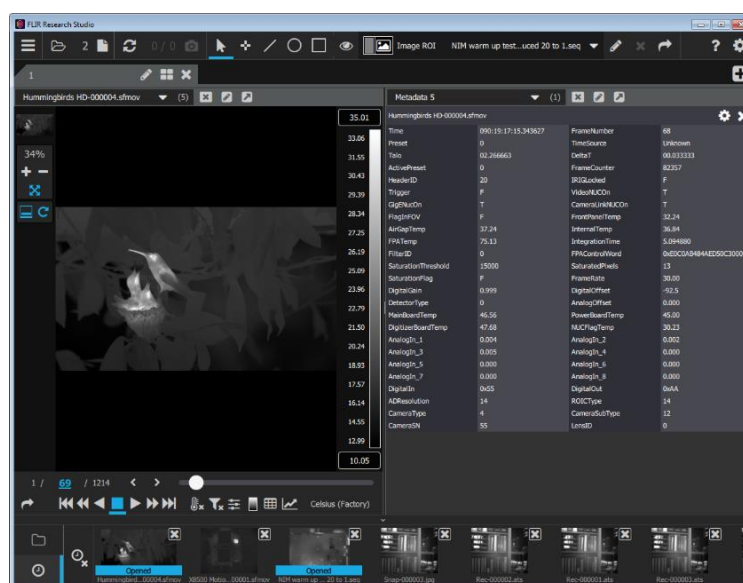 FLIR Research Studio
2 0 / 0 Image ROI NIM warm up test...uced 20 to 1.seq ?
1
Hummingbirds HD-000004.sfmov (5)
Metadata 5 (1)
Hummingbirds HD-000004.sfmov
34%
35.01
33.06
31.55
30.43
29.39
28.34
27.25
26.19
25.09
23.96
22.79
21.50
20.24
18.93
17.57
16.14
14.55
12.99
10.05
Time 090:19:17:15.343627 FrameNumber 68
Preset 0 TimeSource Unknown
Talo 02.266663 DeltaT 00.033333
ActivePreset 0 FrameCounter 82357
HeaderID 20 IRIGLocked F
Trigger F VideoNUCOn T
GigENucOn T CameraLinkNUCOn T
FlagInFOV F FrontPanelTemp 32.24
AirGapTemp 37.24 InternalTemp 36.84
FPATemp 75.13 IntegrationTime 5.094880
FilterID 0 FPAControlWord
SaturationThreshold 15000 SaturatedPixels 13
SaturationFlag F FrameRate 30.00
DigitalGain 0.999 DigitalOffset -92.5
DetectorType 0 AnalogOffset 0.000
MainBoardTemp 46.56 PowerBoardTemp 45.00
DigitizerBoardTemp 47.68 NUCFlagTemp 30.23
AnalogIn_1 0.004 AnalogIn_2 0.002
AnalogIn_3 0.005 AnalogIn_4 0.000
AnalogIn_5 0.000 AnalogIn_6 0.000
AnalogIn_7 0.000 AnalogIn_8 0.000
DigitalIn 0x55 DigitalOut 0xAA
ADResolution 14 ROICType 14
CameraType 4 CameraSubType 12
CameraSN 55 LensID 0
1 / 69 / 1214
Celsius (Factory)
Opened Opened
Hummingbird...00004.sfmov X8500 Motio...00001.sfmov NIM warm up ... 20 to 1.seq Snap-000003.jpg Rec-000002.ats Rec-000001.ats Rec-000003.ats